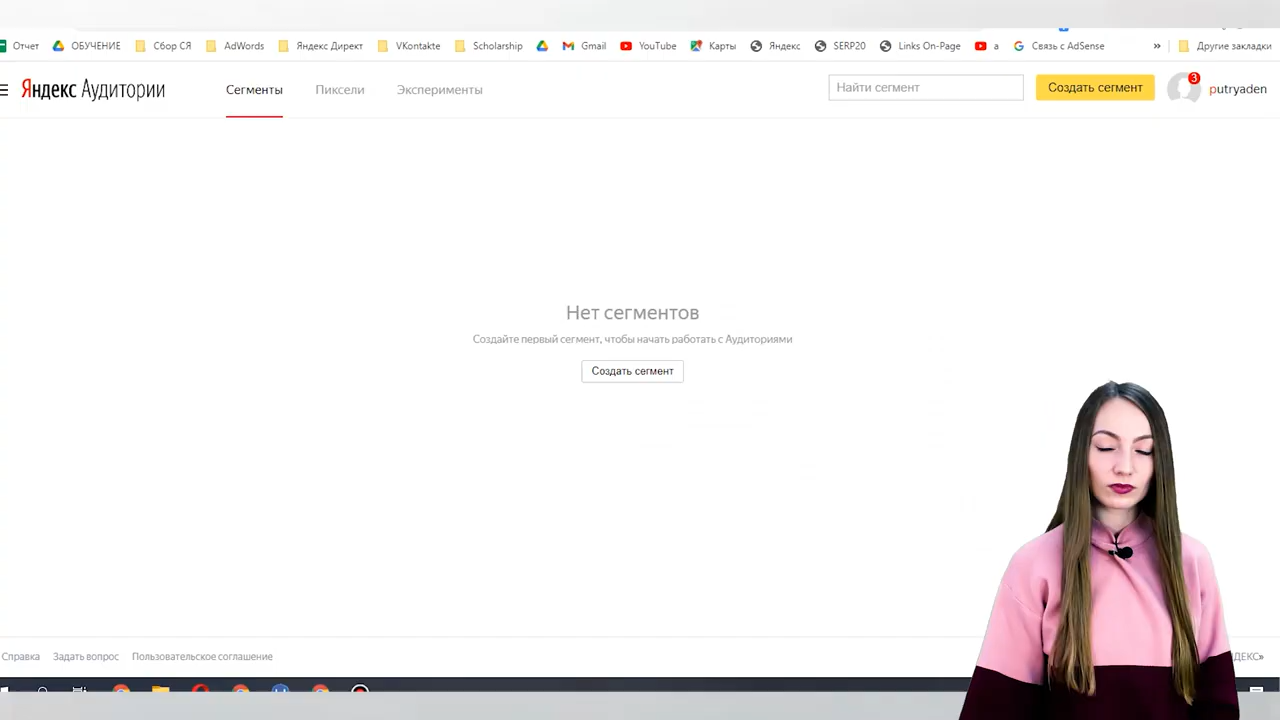 Отчет ОБУЧЕНИЕ Сбор СЯ AdWords Яндекс Директ VKontakte Scholarship Gmail YouTube Карты Яндекс SERP20 Links On-Page а Связь с AdSense » Другие закладки
Яндекс Аудитории Сегменты Пиксели Эксперименты Найти сегмент Создать сегмент 3 putryaden
Нет сегментов
Создайте первый сегмент, чтобы начать работать с Аудиториями
Создать сегмент
Справка Задать вопрос Пользовательское соглашение ДЕКС»